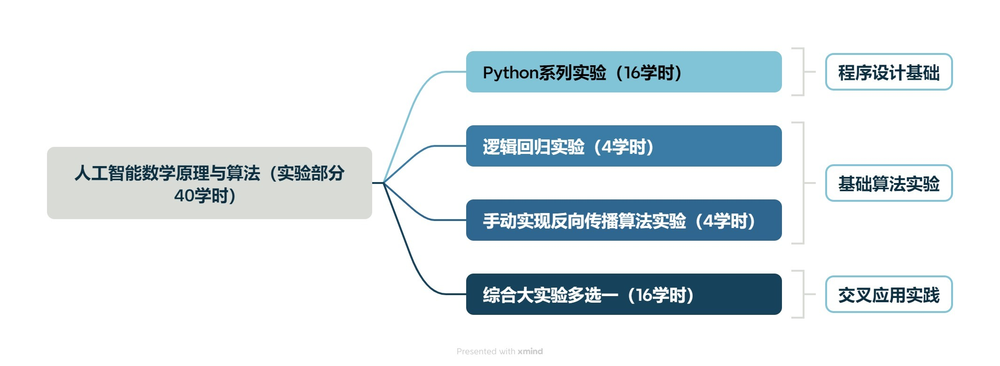 人工智能数学原理与算法（实验部分
40学时）
Python系列实验（16学时）
程序设计基础
逻辑回归实验（4学时）
手动实现反向传播算法实验（4学时）
基础算法实验
综合大实验多选一（16学时）
交叉应用实践
Presented with xmind